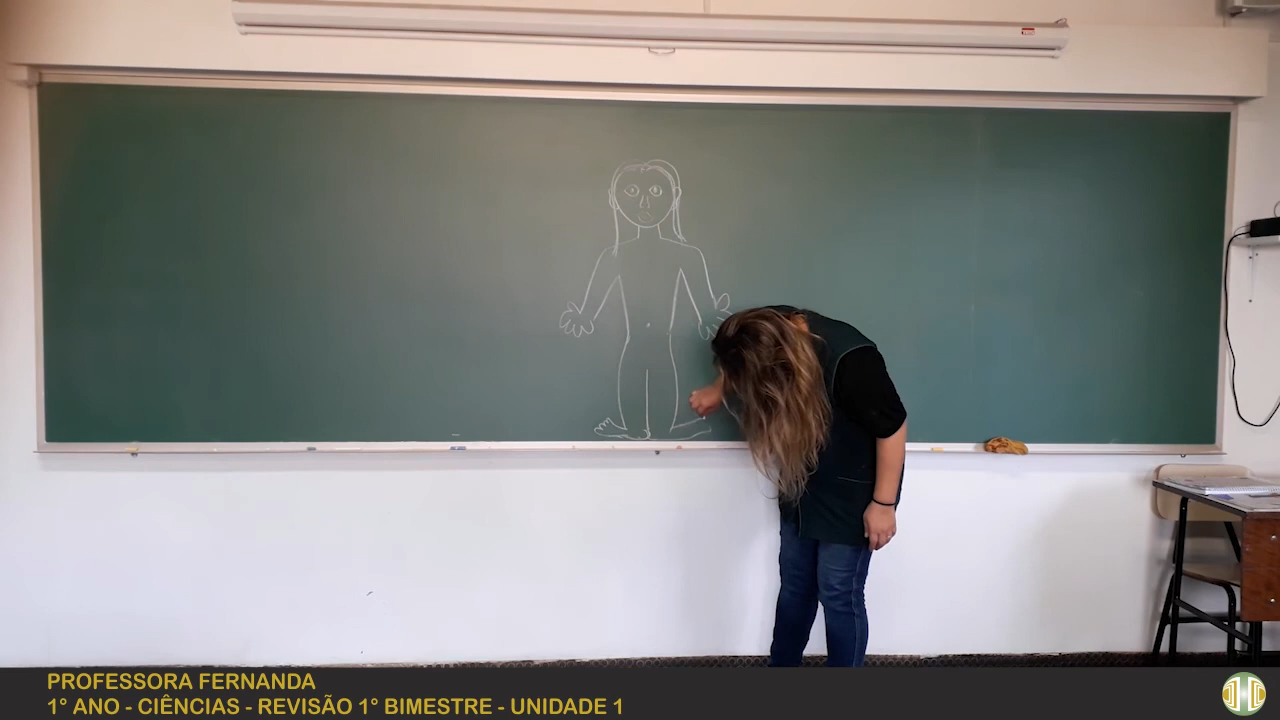 PROFESSORA FERNANDA
1° ANO - CIÊNCIAS - REVISÃO 1° BIMESTRE - UNIDADE 1